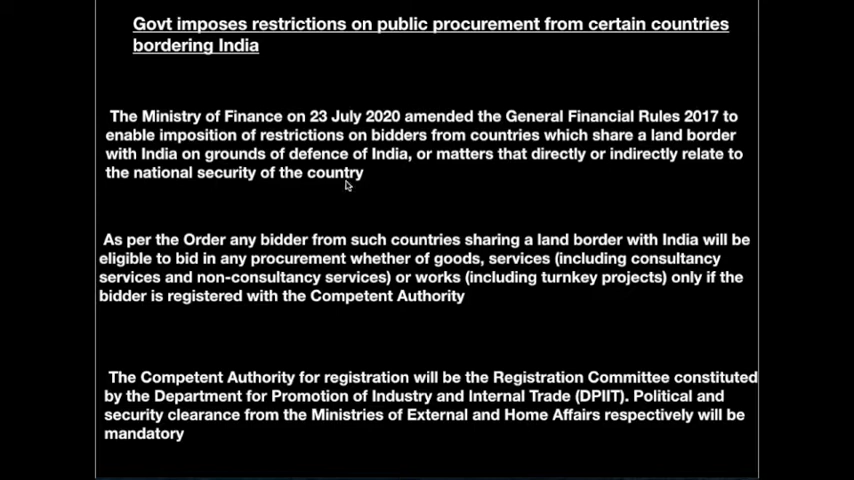 Govt imposes restrictions on public procurement from certain countries
bordering India
The Ministry of Finance on 23 July 2020 amended the General Financial Rules 2017 to
enable imposition of restrictions on bidders from countries which share a land border
with India on grounds of defence of India, or matters that directly or indirectly relate to
the national security of the country
As per the Order any bidder from such countries sharing a land border with India will be
eligible to bid in any procurement whether of goods, services (including consultancy
services and non-consultancy services) or works (including turnkey projects) only if the
bidder is registered with the Competent Authority
The Competent Authority for registration will be the Registration Committee constituted
by the Department for Promotion of Industry and Internal Trade (DPIIT). Political and
security clearance from the Ministries of External and Home Affairs respectively will be
mandatory